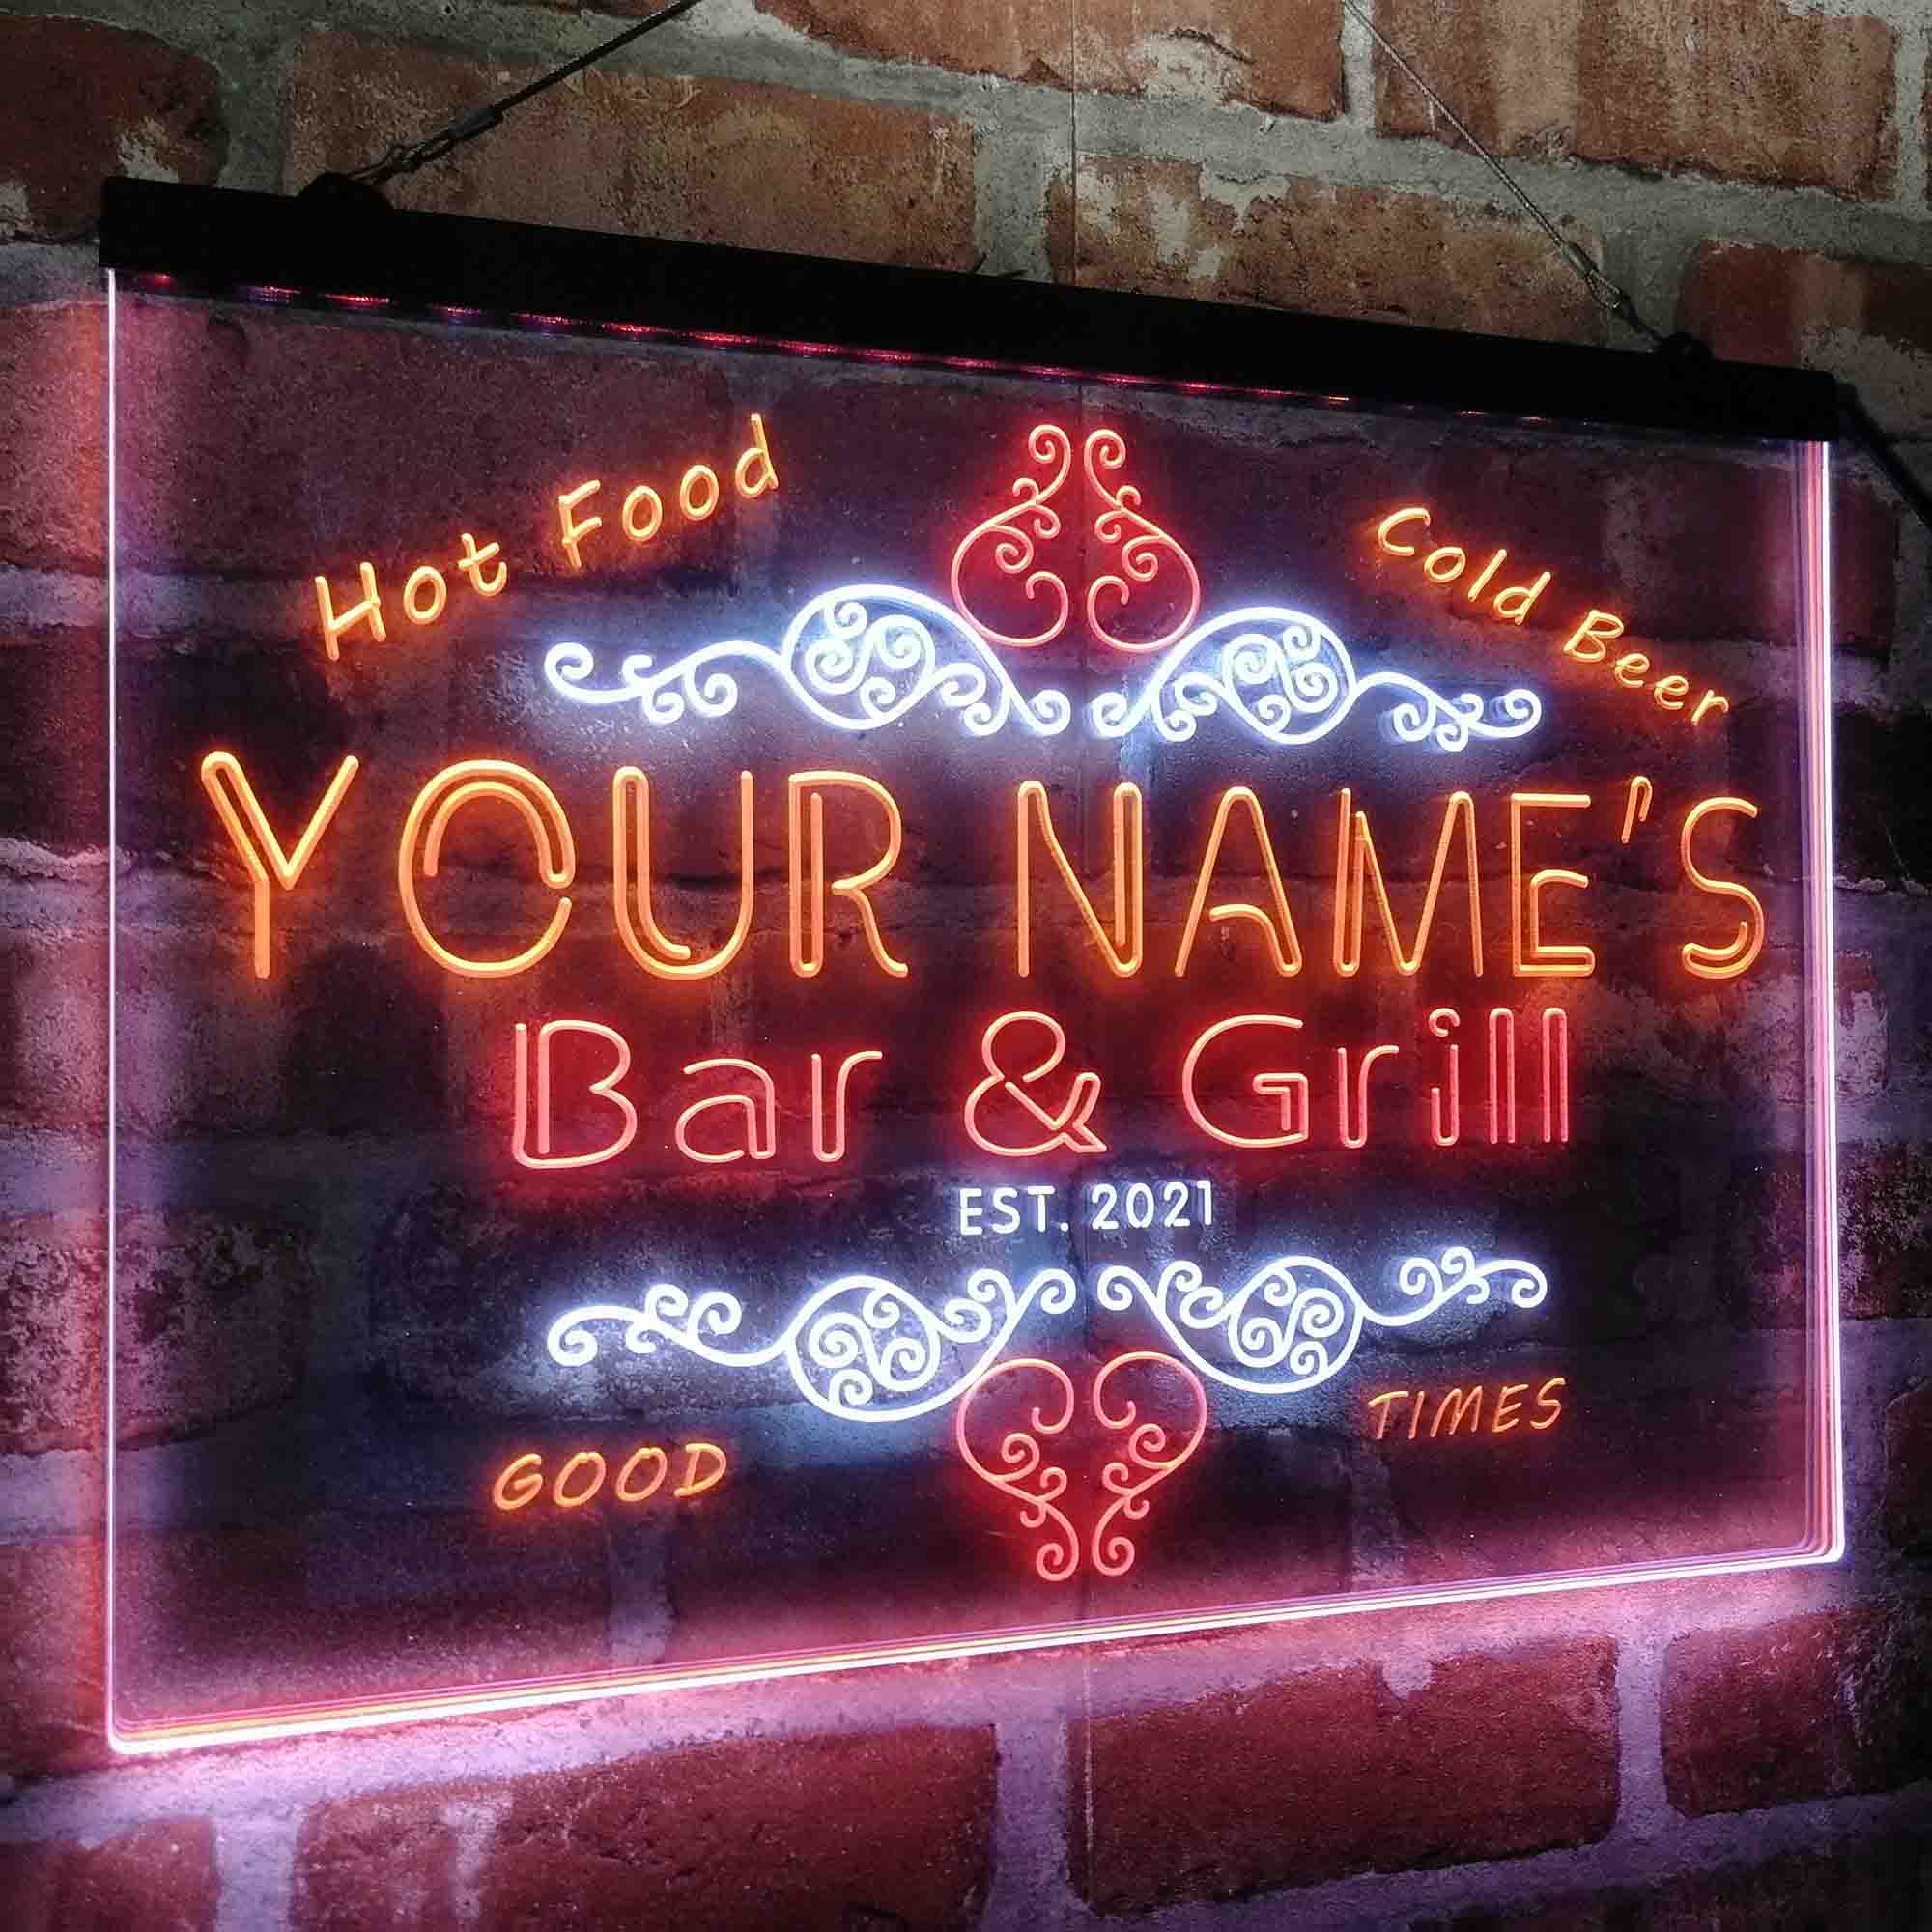 Hot Food
Cold Beer
YOUR NAME'S
Bar & Grill
EST. 2021
GOOD
TIMES